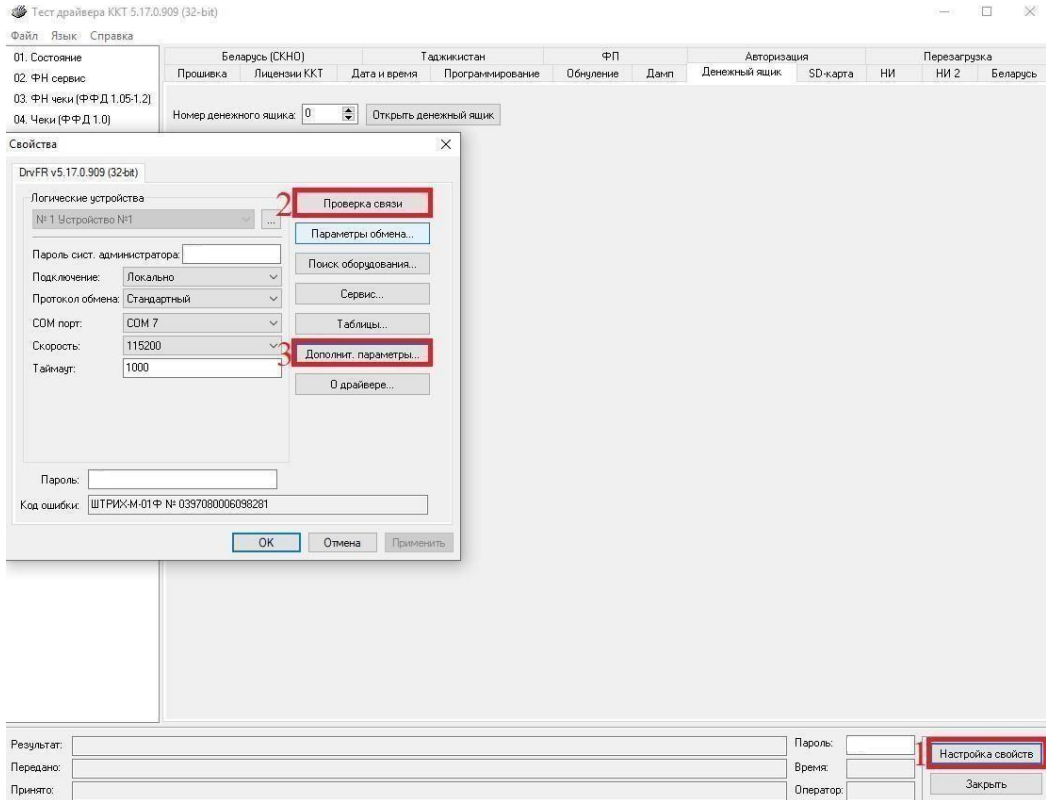 Тест драйвера ККТ 5.17.0.909 (32-bit)
Файл Язык Справка
01. Состояние
02. ФН сервис
03. ФН чеки (ФФД 1.05-1.2)
04. Чеки (ФФД 1.0)
Беларусь (СКНО) Таджикистан ФП Авторизация Перезагрузка
Прошивка Лицензии ККТ Дата и время Программирование Обнуление Дамп Денежный ящик SD-карта НИ НИ 2 Беларусь
Номер денежного ящика: 0 Открыть денежный ящик
Свойства
DrvFR v5.17.0.909 (32-bit)
Логические устройства
№ 1 Устройство №1 ...
2 Проверка связи
Параметры обмена...
Пароль сист. администратора:
Поиск оборудования...
Подключение: Локально
Сервис...
Протокол обмена: Стандартный
COM порт: COM 7
Таблицы...
Скорость: 115200
3 Дополнит. параметры...
Таймаут: 1000
О драйвере...
Пароль:
Код ошибки: ШТРИХ-М-01Ф № 0397080006098281
OK Отмена Применить
Результат:
Пароль:
1 Настройка свойств
Передано:
Время:
Принято:
Оператор:
Закрыть